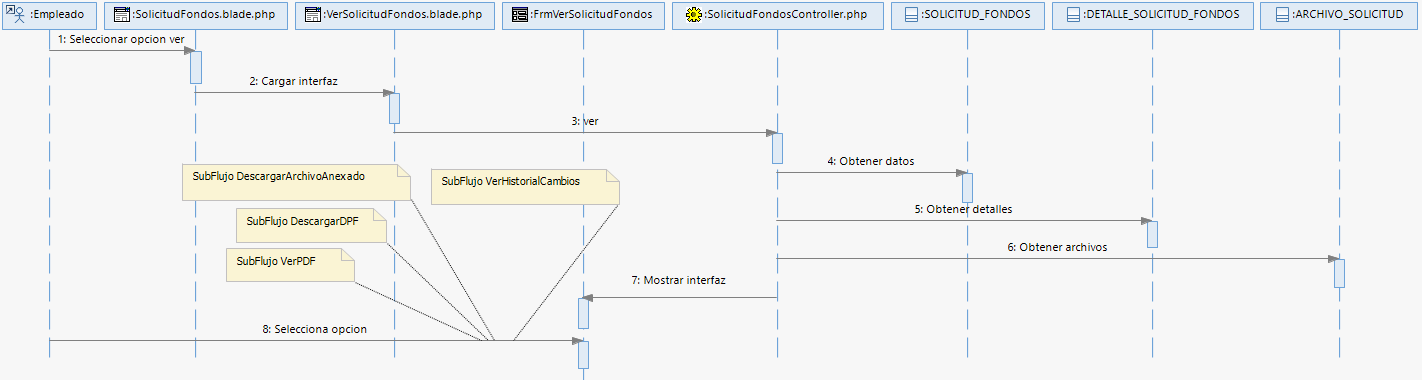 :Empleado
:SolicitudFondos.blade.php
:VerSolicitudFondos.blade.php
:FrmVerSolicitudFondos
:SolicitudFondosController.php
:SOLICITUD_FONDOS
:DETALLE_SOLICITUD_FONDOS
:ARCHIVO_SOLICITUD
1: Seleccionar opcion ver
2: Cargar interfaz
3: ver
4: Obtener datos
SubFlujo DescargarArchivoAnexado
SubFlujo VerHistorialCambios
5: Obtener detalles
SubFlujo DescargarDPF
6: Obtener archivos
SubFlujo VerPDF
7: Mostrar interfaz
8: Selecciona opcion